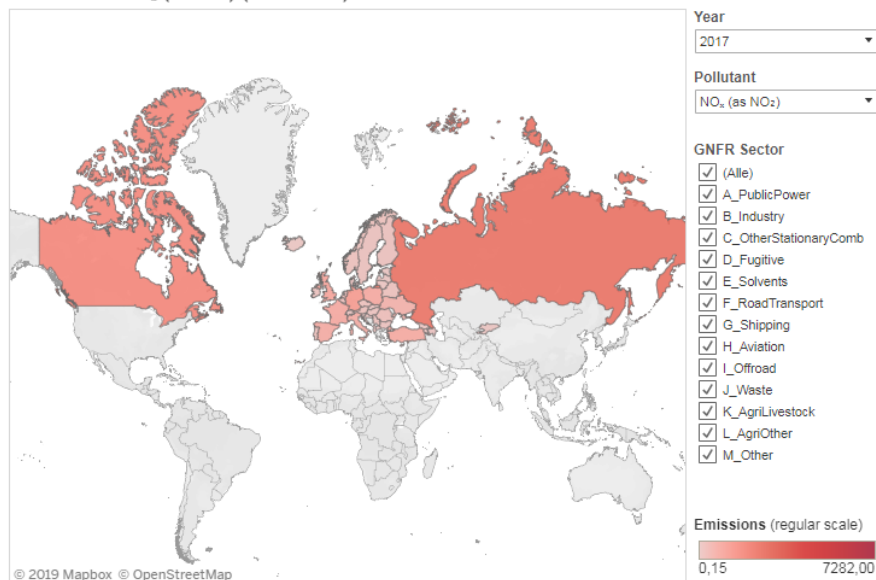 Year
2017
Pollutant
NOₓ (as NO₂)
GNFR Sector
(Alle)
A_PublicPower
B_Industry
C_OtherStationaryComb
D_Fugitive
E_Solvents
F_RoadTransport
G_Shipping
H_Aviation
I_Offroad
J_Waste
K_AgriLivestock
L_AgriOther
M_Other
Emissions (regular scale)
0,15 7282,00
© 2019 Mapbox © OpenStreetMap